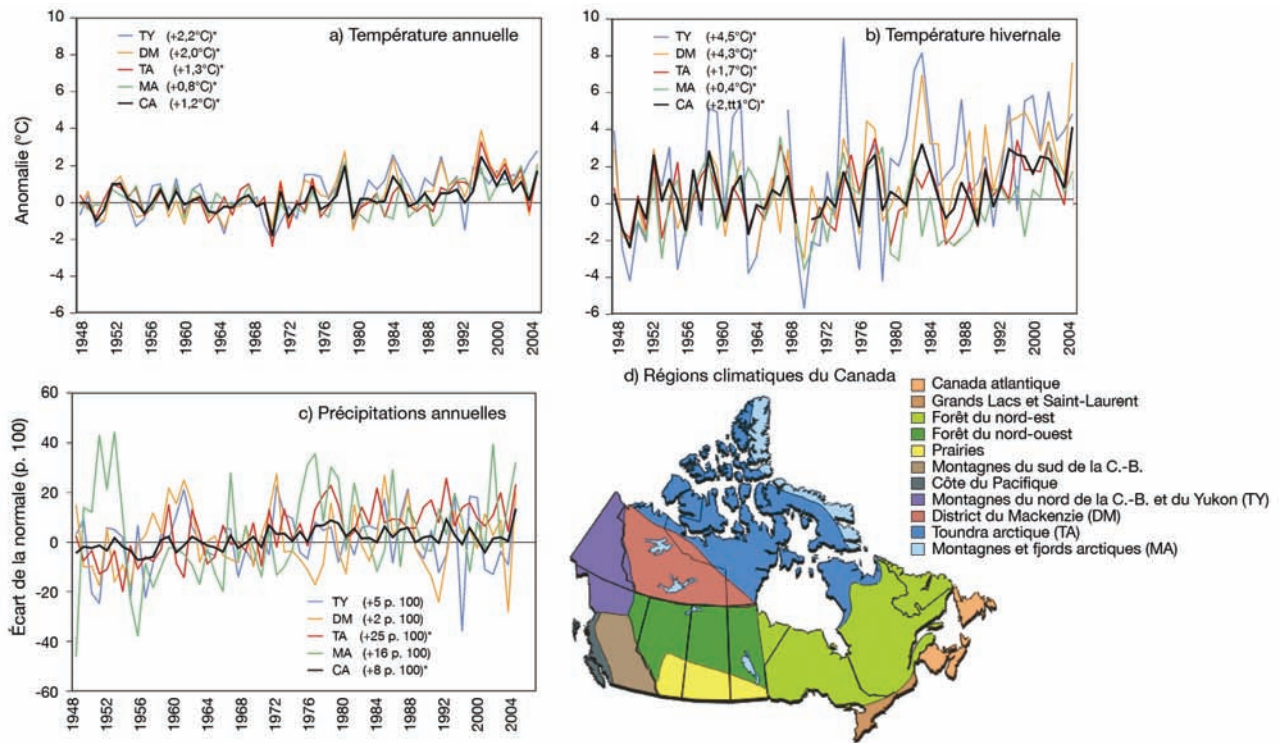 a) Température annuelle
Anomalie (°C)
10
8
6
4
2
0
-2
-4
-6
TY (+2,2°C)*
DM (+2,0°C)*
TA (+1,3°C)*
MA (+0,8°C)*
CA (+1,2°C)*
1948
1952
1956
1960
1964
1968
1972
1976
1980
1984
1988
1992
1996
2000
2004
b) Température hivernale
10
8
6
4
2
0
-2
-4
-6
TY (+4,5°C)*
DM (+4,3°C)*
TA (+1,7°C)*
MA (+0,4°C)*
CA (+2,tt1°C)*
1948
1952
1956
1960
1964
1968
1972
1976
1980
1984
1988
1992
1996
2000
2004
c) Précipitations annuelles
Écart de la normale (p. 100)
60
40
20
0
-20
-40
-60
TY (+5 p. 100)
DM (+2 p. 100)
TA (+25 p. 100)*
MA (+16 p. 100)
CA (+8 p. 100)*
1948
1952
1956
1960
1964
1968
1972
1976
1980
1984
1988
1992
1996
2000
2004
d) Régions climatiques du Canada
Canada atlantique
Grands Lacs et Saint-Laurent
Forêt du nord-est
Forêt du nord-ouest
Prairies
Montagnes du sud de la C.-B.
Côte du Pacifique
Montagnes du nord de la C.-B. et du Yukon (TY)
District du Mackenzie (DM)
Toundra arctique (TA)
Montagnes et fjords arctiques (MA)